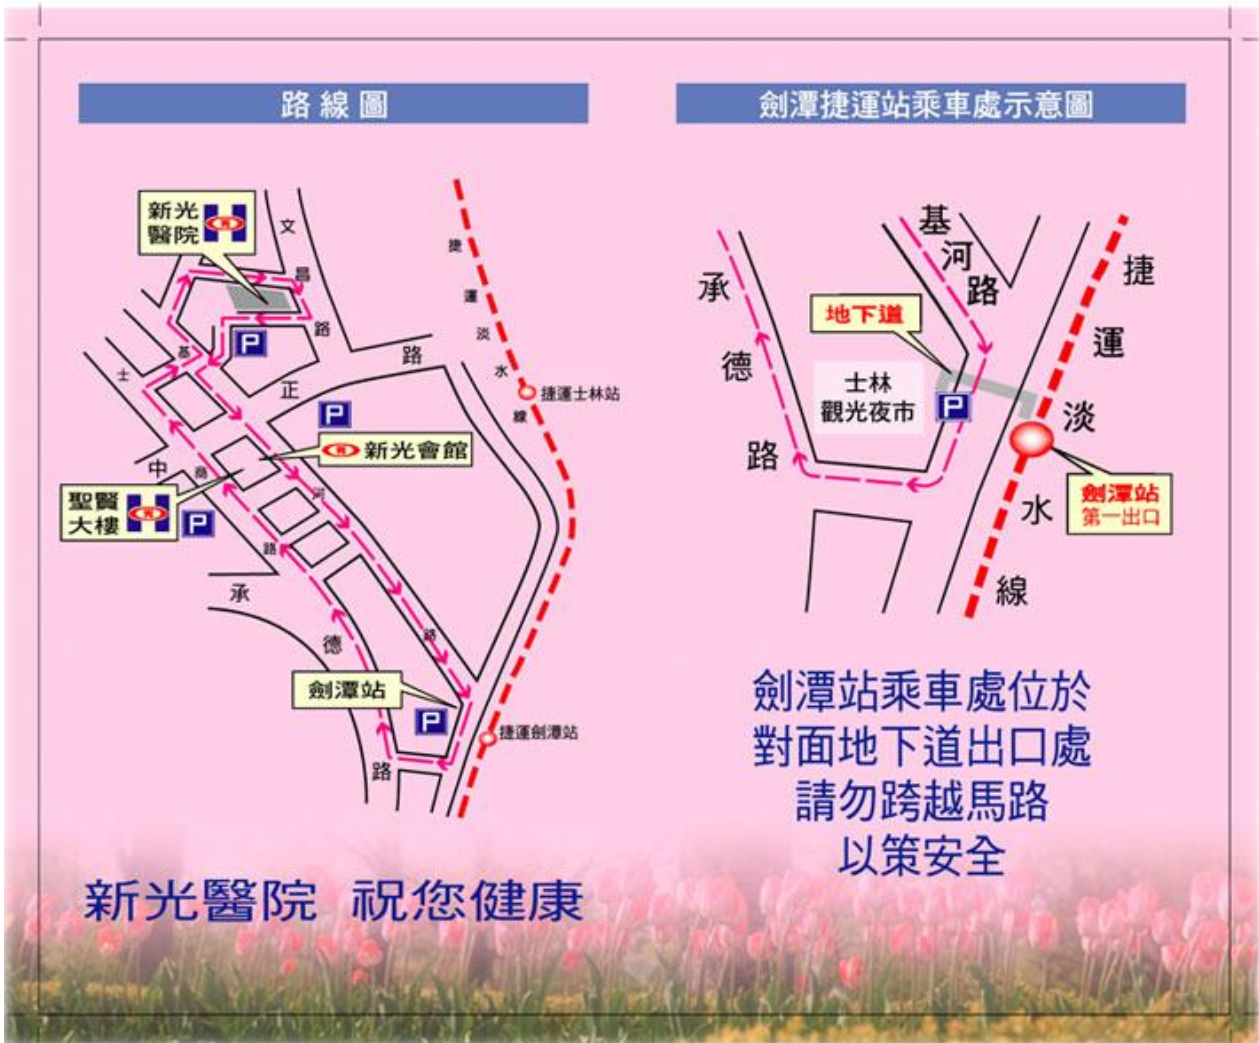 路線圖
新光
醫院
文昌路
捷運淡水線
基河路
士商路
中正路
捷運士林站
P
P
新光會館
聖賢
大樓
P
承德路
劍潭站
P
捷運劍潭站
新光醫院 祝您健康
劍潭捷運站乘車處示意圖
基河路
承德路
捷運淡水線
地下道
士林
觀光夜市
P
劍潭站
第一出口
劍潭站乘車處位於
對面地下道出口處
請勿跨越馬路
以策安全